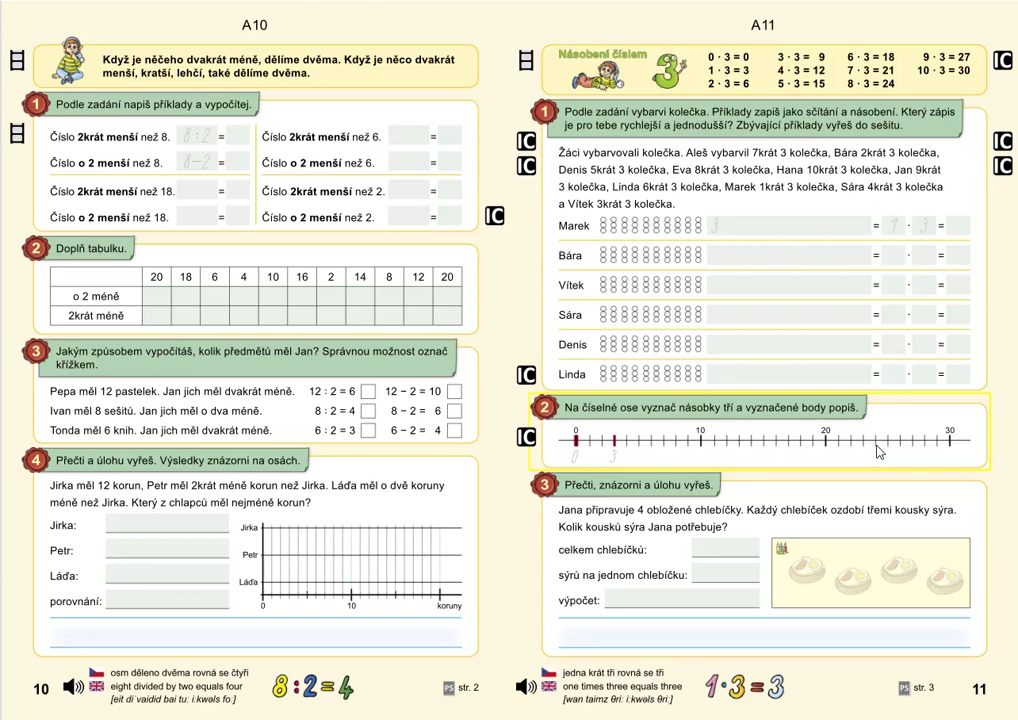 A10
Když je něčeho dvakrát méně, dělíme dvěma. Když je něco dvakrát
menší, kratší, lehčí, také dělíme dvěma.
1 Podle zadání napiš příklady a vypočítej.
Číslo 2krát menší než 8. 8:2 =
Číslo o 2 menší než 8. 8-2 =
Číslo 2krát menší než 18. =
Číslo o 2 menší než 18. =
Číslo 2krát menší než 6. =
Číslo o 2 menší než 6. =
Číslo 2krát menší než 2. =
Číslo o 2 menší než 2. =
IC
2 Doplň tabulku.
20 18 6 4 10 16 2 14 8 12 20
o 2 méně
2krát méně
3 Jakým způsobem vypočítáš, kolik předmětů měl Jan? Správnou možnost označ
křížkem.
Pepa měl 12 pastelek. Jan jich měl dvakrát méně. 12 : 2 = 6 12 − 2 = 10
Ivan měl 8 sešitů. Jan jich měl o dva méně. 8 : 2 = 4 8 − 2 = 6
Tonda měl 6 knih. Jan jich měl dvakrát méně. 6 : 2 = 3 6 − 2 = 4
4 Přečti a úlohu vyřeš. Výsledky znázorni na osách.
Jirka měl 12 korun, Petr měl 2krát méně korun než Jirka. Láďa měl o dvě koruny
méně než Jirka. Který z chlapců měl nejméně korun?
Jirka:
Petr:
Láďa:
porovnání:
Jirka
Petr
Láďa
0 10 koruny
10
osm děleno dvěma rovná se čtyři
eight divided by two equals four
[eit diˈvaidid bai tu: i:kwəls fo:]
8:2=4
PS str. 2
A11
Násobení číslem 3
0 · 3 = 0 3 · 3 = 9 6 · 3 = 18 9 · 3 = 27
1 · 3 = 3 4 · 3 = 12 7 · 3 = 21 10 · 3 = 30
2 · 3 = 6 5 · 3 = 15 8 · 3 = 24
IC
1 Podle zadání vybarvi kolečka. Příklady zapiš jako sčítání a násobení. Který zápis
je pro tebe rychlejší a jednodušší? Zbývající příklady vyřeš do sešitu.
IC IC
IC IC
Žáci vybarvovali kolečka. Aleš vybarvil 7krát 3 kolečka, Bára 2krát 3 kolečka,
Denis 5krát 3 kolečka, Eva 8krát 3 kolečka, Hana 10krát 3 kolečka, Jan 9krát
3 kolečka, Linda 6krát 3 kolečka, Marek 1krát 3 kolečka, Sára 4krát 3 kolečka
a Vítek 3krát 3 kolečka.
Marek 3 = 1 · 3 =
Bára = · =
Vítek = · =
Sára = · =
Denis = · =
Linda = · =
IC
2 Na číselné ose vyznač násobky tří a vyznačené body popiš.
IC
0 10 20 30
0 3
3 Přečti, znázorni a úlohu vyřeš.
Jana připravuje 4 obložené chlebíčky. Každý chlebíček ozdobí třemi kousky sýra.
Kolik kousků sýra Jana potřebuje?
celkem chlebíčků:
sýrů na jednom chlebíčku:
výpočet:
jedna krát tři rovná se tři
one times three equals three
[wan taimz θri: i:kwəls θri:]
1·3=3
PS str. 3
11